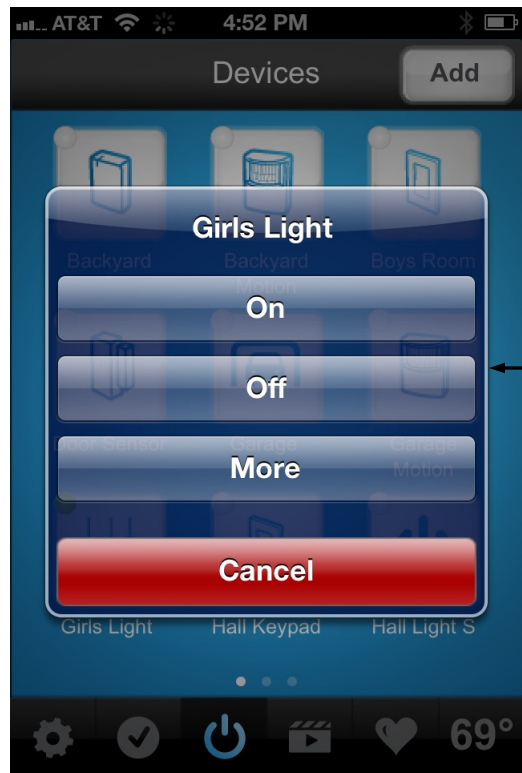 AT&T 4:52 PM
Devices Add
Girls Light
Backyard Backyard Boys Room
Motion
On
Off
Door Sensor Garage Garage
Motion
More
Cancel
Girls Light Hall Keypad Hall Light S
69°